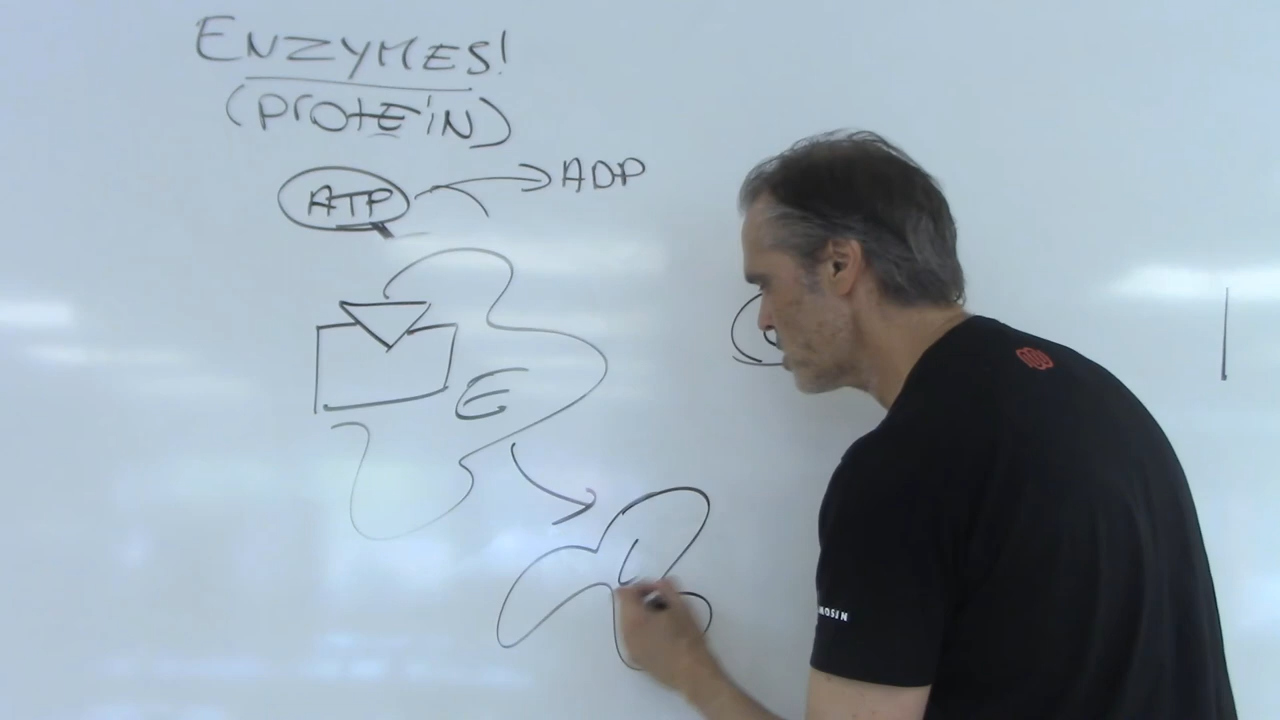 ENZYMES!
(PROTEIN)
ATP → ADP
E